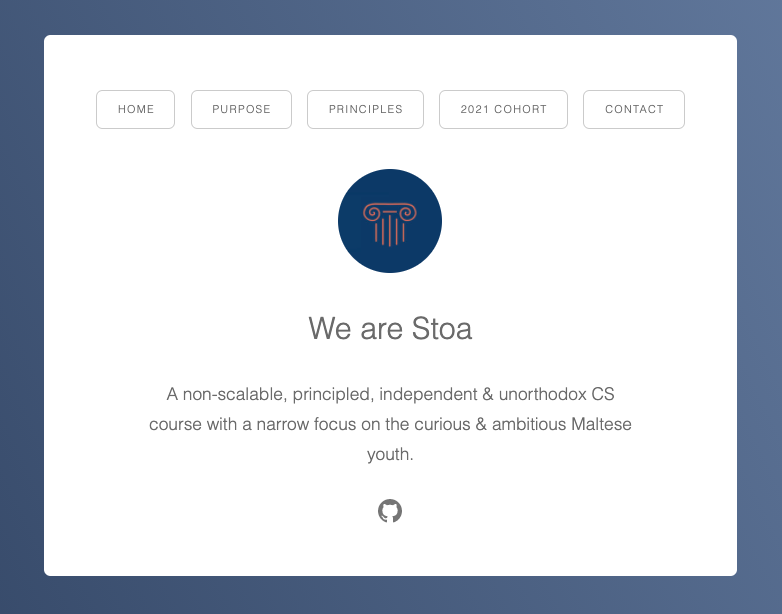 HOME PURPOSE PRINCIPLES 2021 COHORT CONTACT
We are Stoa
A non-scalable, principled, independent & unorthodox CS
course with a narrow focus on the curious & ambitious Maltese
youth.